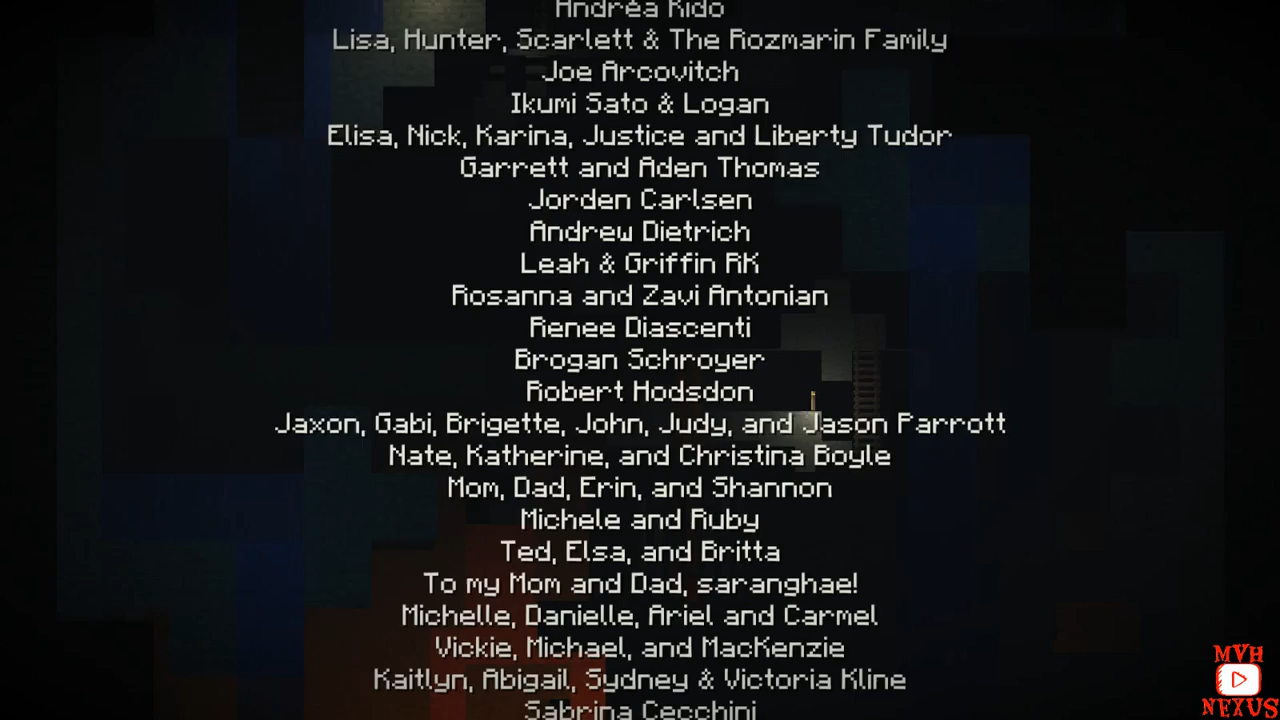 Andréa Kido
Lisa, Hunter, Scarlett & The Rozmarin Family
Joe Arcovitch
Ikumi Sato & Logan
Elisa, Nick, Karina, Justice and Liberty Tudor
Garrett and Aden Thomas
Jorden Carlsen
Andrew Dietrich
Leah & Griffin RK
Rosanna and Zavi Antonian
Renee Diascenti
Brogan Schroyer
Robert Hodsdon
Jaxon, Gabi, Brigette, John, Judy, and Jason Parrott
Nate, Katherine, and Christina Boyle
Mom, Dad, Erin, and Shannon
Michele and Ruby
Ted, Elsa, and Britta
To my Mom and Dad, saranghae!
Michelle, Danielle, Ariel and Carmel
Vickie, Michael, and MacKenzie
Kaitlyn, Abigail, Sydney & Victoria Kline
Sabrina Cecchini
MVH
NEXUS